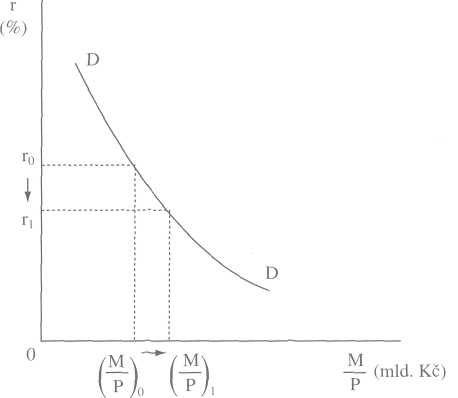 r
(%)
D
r₀
r₁
D
0
(M/P)₀
(M/P)₁
M/P (mld. Kč)